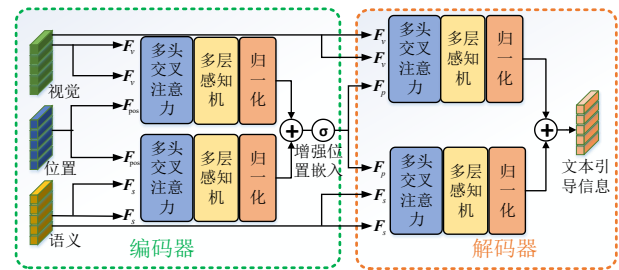 视觉
位置
语义
F_v
F_v
F_pos
F_pos
F_s
F_s
多头
交叉
注意
力
多层
感知
机
归
一
化
多头
交叉
注意
力
多层
感知
机
归
一
化
+
σ
增强位
置嵌入
编码器
F_v
F_v
F_p
F_p
F_s
F_s
多头
交叉
注意
力
多层
感知
机
归
一
化
多头
交叉
注意
力
多层
感知
机
归
一
化
+
文本引
导信息
解码器